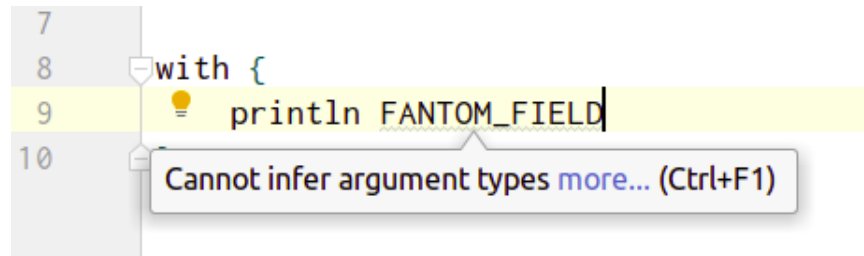 7
8 with {
9 println FANTOM_FIELD
10
Cannot infer argument types more... (Ctrl+F1)